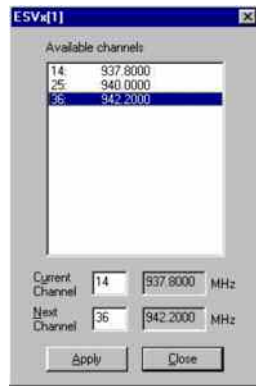 ESVx[1]
Available channels
14: 937.8000
25: 940.0000
36: 942.2000
Current Channel 14 937.8000 MHz
Next Channel 36 942.2000 MHz
Apply Close